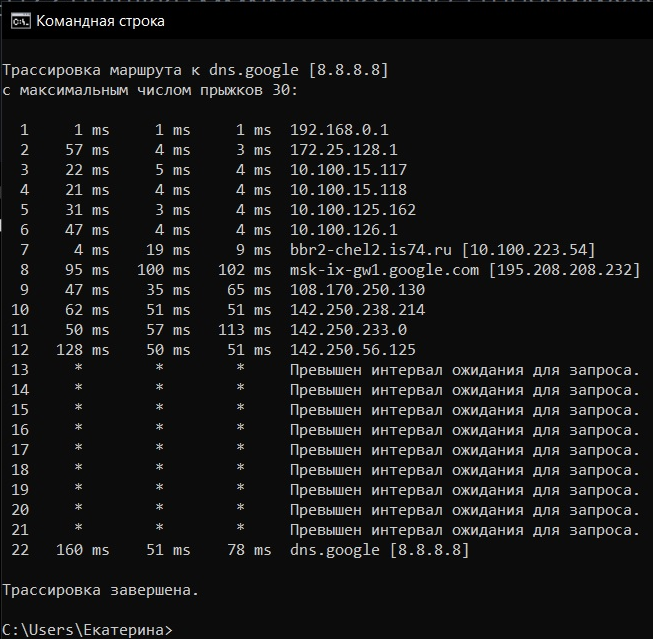 Командная строка
Трассировка маршрута к dns.google [8.8.8.8]
с максимальным числом прыжков 30:
1 1 ms 1 ms 1 ms 192.168.0.1
2 57 ms 4 ms 3 ms 172.25.128.1
3 22 ms 5 ms 4 ms 10.100.15.117
4 21 ms 4 ms 4 ms 10.100.15.118
5 31 ms 3 ms 4 ms 10.100.125.162
6 47 ms 4 ms 4 ms 10.100.126.1
7 4 ms 19 ms 9 ms bbr2-chel2.is74.ru [10.100.223.54]
8 95 ms 100 ms 102 ms msk-ix-gw1.google.com [195.208.208.232]
9 47 ms 35 ms 65 ms 108.170.250.130
10 62 ms 51 ms 51 ms 142.250.238.214
11 50 ms 57 ms 113 ms 142.250.233.0
12 128 ms 50 ms 51 ms 142.250.56.125
13 * * * Превышен интервал ожидания для запроса.
14 * * * Превышен интервал ожидания для запроса.
15 * * * Превышен интервал ожидания для запроса.
16 * * * Превышен интервал ожидания для запроса.
17 * * * Превышен интервал ожидания для запроса.
18 * * * Превышен интервал ожидания для запроса.
19 * * * Превышен интервал ожидания для запроса.
20 * * * Превышен интервал ожидания для запроса.
21 * * * Превышен интервал ожидания для запроса.
22 160 ms 51 ms 78 ms dns.google [8.8.8.8]
Трассировка завершена.
C:\Users\Екатерина>